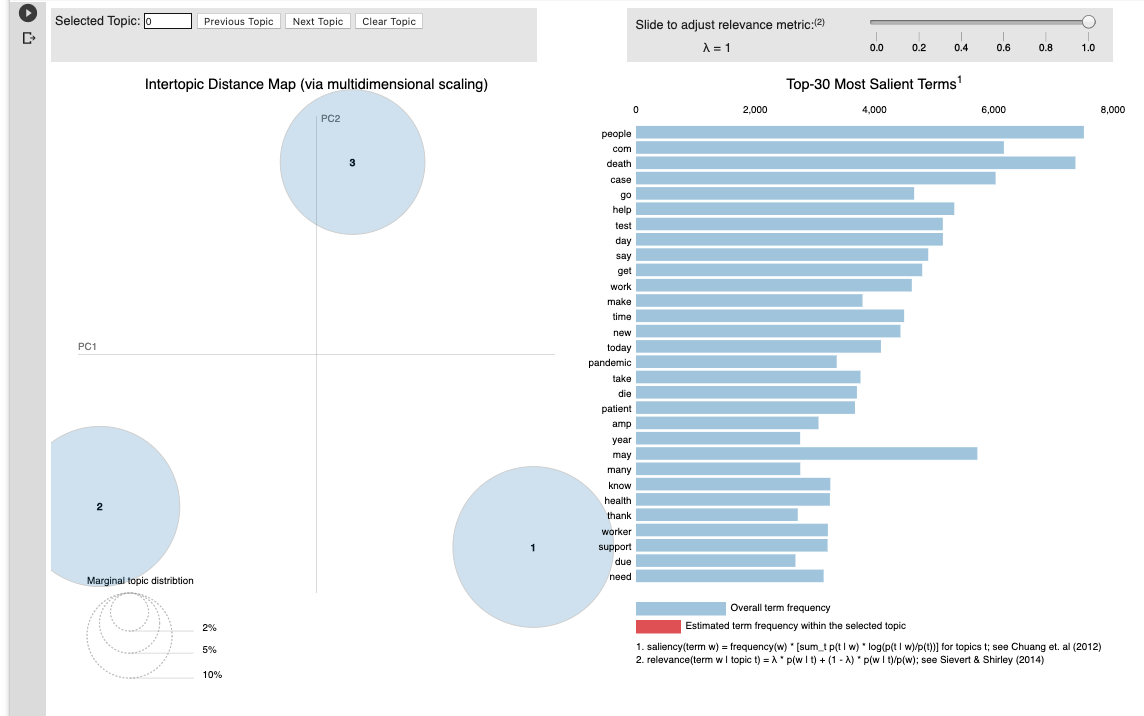 Selected Topic: 0 Previous Topic Next Topic Clear Topic
Slide to adjust relevance metric:(2)
λ = 1
0.0 0.2 0.4 0.6 0.8 1.0
Intertopic Distance Map (via multidimensional scaling)
PC2
3
PC1
2
1
Marginal topic distribtion
2%
5%
10%
Top-30 Most Salient Terms1
0 2,000 4,000 6,000 8,000
people
com
death
case
go
help
test
day
say
get
work
make
time
new
today
pandemic
take
die
patient
amp
year
may
many
know
health
thank
worker
support
due
need
Overall term frequency
Estimated term frequency within the selected topic
1. saliency(term w) = frequency(w) * [sum_t p(t | w) * log(p(t | w)/p(t))] for topics t; see Chuang et. al (2012)
2. relevance(term w | topic t) = λ * p(w | t) + (1 - λ) * p(w | t)/p(w); see Sievert & Shirley (2014)